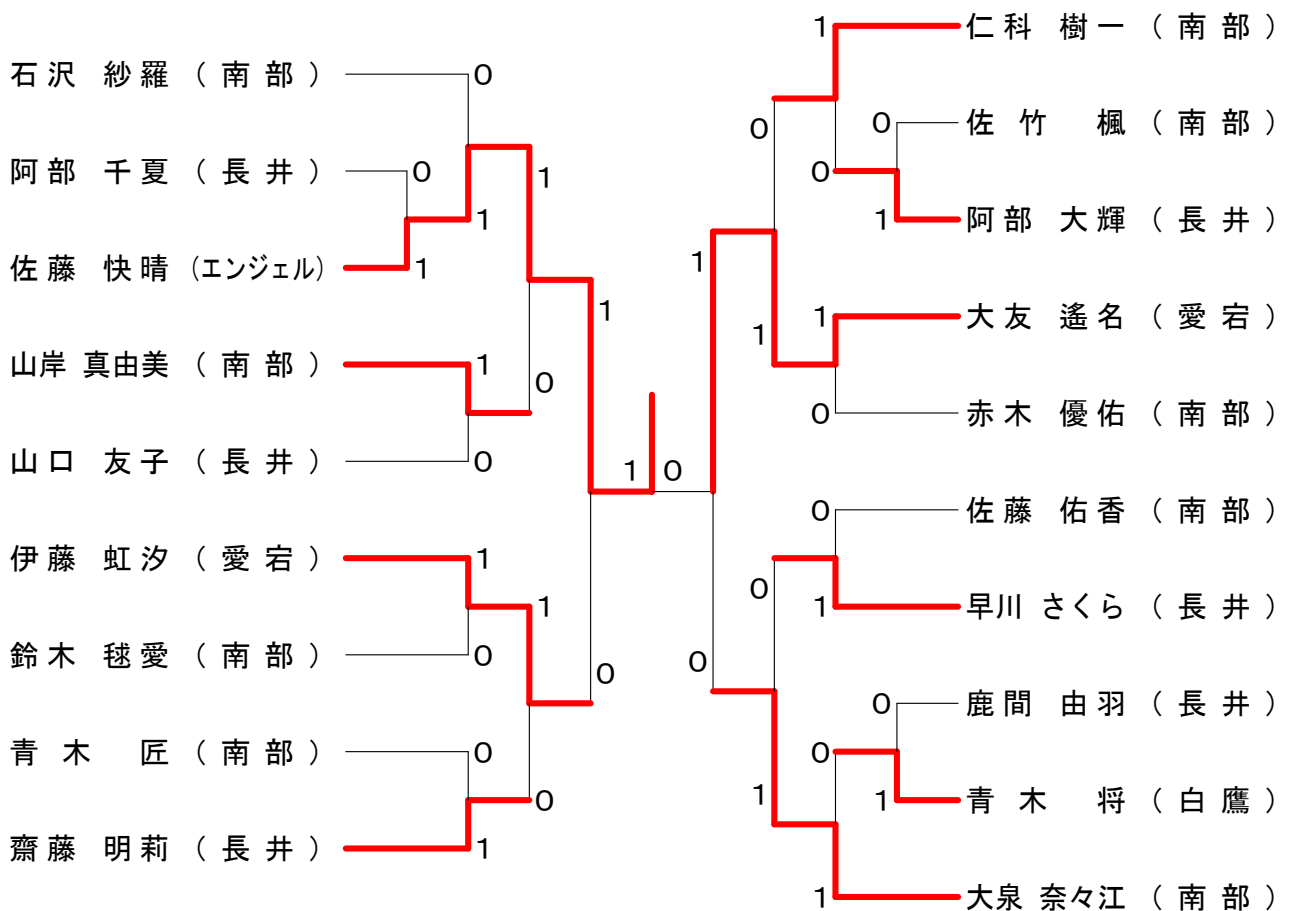 石沢 紗羅 ( 南部 ) 0
阿部 千夏 ( 長井 ) 0
1
1
佐藤 快晴 (エンジェル) 1
山岸 真由美 ( 南部 ) 1
0
1
山口 友子 ( 長井 ) 0
伊藤 虹汐 ( 愛宕 ) 1
1
鈴木 毬愛 ( 南部 ) 0
0
青木 匠 ( 南部 ) 0
0
齋藤 明莉 ( 長井 ) 1
1 0
1 仁科 樹一 ( 南部 )
0
0 佐竹 楓 ( 南部 )
0
1 阿部 大輝 ( 長井 )
1
1 大友 遙名 ( 愛宕 )
1
0 赤木 優佑 ( 南部 )
0 佐藤 佑香 ( 南部 )
0
1 早川 さくら ( 長井 )
0
0 鹿間 由羽 ( 長井 )
0
1 青木 将 ( 白鷹 )
1
1 大泉 奈々江 ( 南部 )